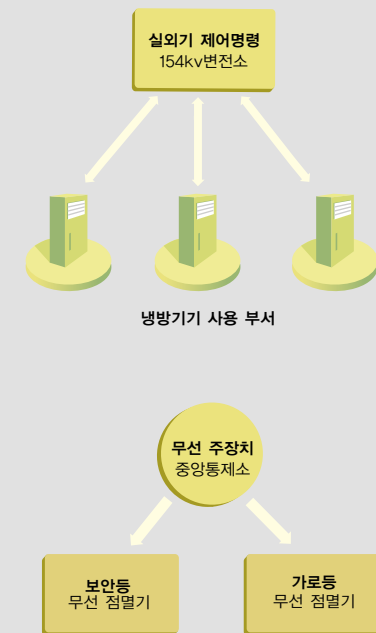 실외기 제어명령
154kv변전소
냉방기기 사용 부서
무선 주장치
중앙통제소
보안등
무선 점멸기
가로등
무선 점멸기